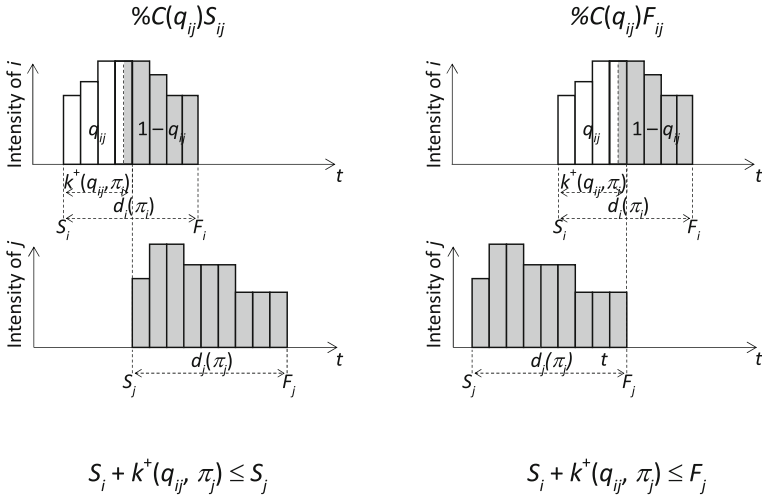 %C(q_ij)S_ij
Intensity of i
q_ij
1 – q_ij
t
k⁺(q_ij,π_i)
d_i(π_i)
S_i
F_i
Intensity of j
t
d_j(π_j)
S_j
F_j
S_i + k⁺(q_ij, π_j) ≤ S_j
%C(q_ij)F_ij
Intensity of i
q_ij
1 – q_ij
t
k⁺(q_ij,π_i)
d_i(π_i)
S_i
F_i
Intensity of j
t
d_j(π_j)
t
S_j
F_j
S_i + k⁺(q_ij, π_j) ≤ F_j